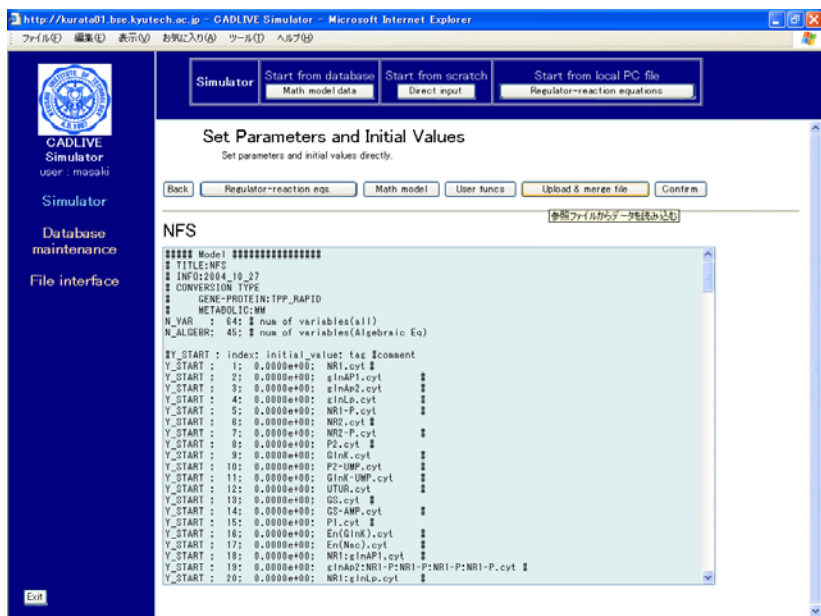 http://kurata01.bse.kyutech.ac.jp - CADLIVE Simulator - Microsoft Internet Explorer
ファイル(F) 編集(E) 表示(V) お気に入り(A) ツール(T) ヘルプ(H)
Simulator
Start from database
Math model data
Start from scratch
Direct input
Start from local PC file
Regulator-reaction equations
CADLIVE
Simulator
user : masaki
Simulator
Database
maintenance
File interface
Exit
Set Parameters and Initial Values
Set parameters and initial values directly.
Back Regulator-reaction eqs. Math model User funcs Upload & merge file Confirm
参照ファイルからデータを読み込む
NFS
##### Model ################
# TITLE:NFS
# INFO:2004_10_27
# CONVERSION TYPE
# GENE-PROTEIN:TPP_RAPID
# METABOLIC:MM
N_VAR : 64; # num of variables(all)
N_ALGEBR: 45; # num of variables(Algebraic Eq)
#Y_START : index: initial_value: tag #comment
Y_START : 1: 0.0000e+00; NR1.cyt #
Y_START : 2: 0.0000e+00; glnAP1.cyt #
Y_START : 3: 0.0000e+00; glnAp2.cyt #
Y_START : 4: 0.0000e+00; glnLp.cyt #
Y_START : 5: 0.0000e+00; NR1-P.cyt #
Y_START : 6: 0.0000e+00; NR2.cyt #
Y_START : 7: 0.0000e+00; NR2-P.cyt #
Y_START : 8: 0.0000e+00; P2.cyt #
Y_START : 9: 0.0000e+00; GlnK.cyt #
Y_START : 10: 0.0000e+00; P2-UMP.cyt #
Y_START : 11: 0.0000e+00; GlnK-UMP.cyt #
Y_START : 12: 0.0000e+00; UTUR.cyt #
Y_START : 13: 0.0000e+00; GS.cyt #
Y_START : 14: 0.0000e+00; GS-AMP.cyt #
Y_START : 15: 0.0000e+00; P1.cyt #
Y_START : 16: 0.0000e+00; En(GlnK).cyt #
Y_START : 17: 0.0000e+00; En(Nac).cyt #
Y_START : 18: 0.0000e+00; NR1:glnAP1.cyt #
Y_START : 19: 0.0000e+00; glnAp2:NR1-P:NR1-P:NR1-P:NR1-P.cyt #
Y_START : 20: 0.0000e+00; NR1:glnLp.cyt #